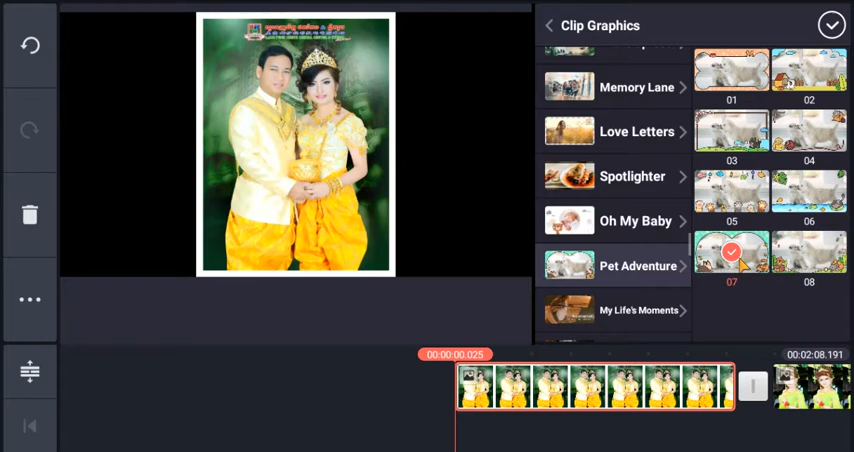 Clip Graphics
Memory Lane
01
02
Love Letters
03
04
Spotlighter
05
06
Oh My Baby
Pet Adventure
07
08
My Life's Moments
00:00:00.025
00:02:08.191